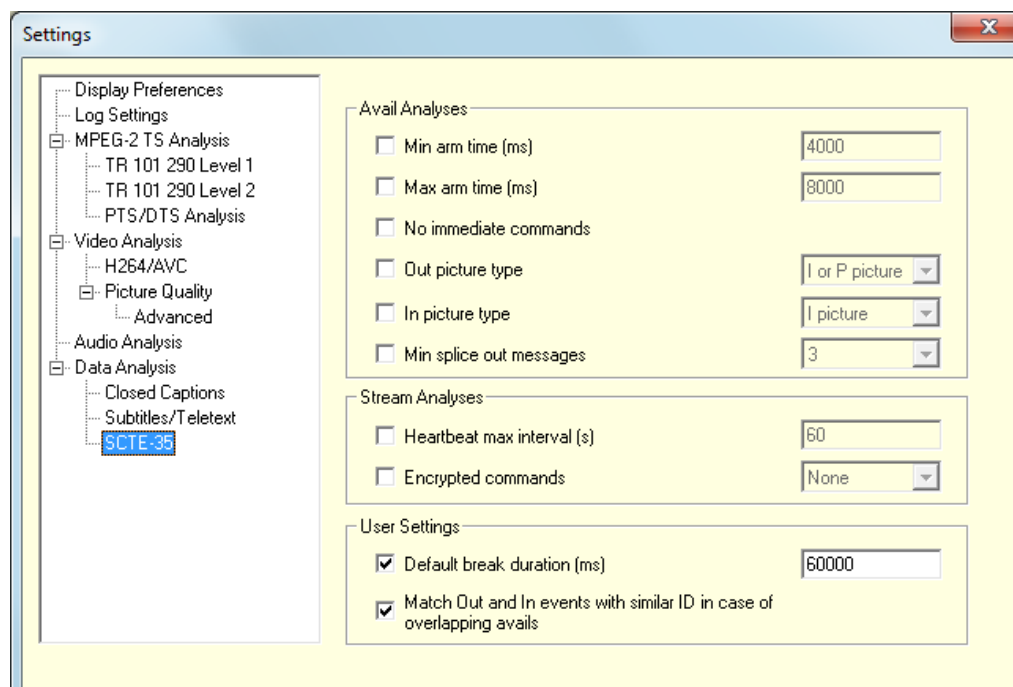 Settings
Display Preferences
Log Settings
MPEG-2 TS Analysis
TR 101 290 Level 1
TR 101 290 Level 2
PTS/DTS Analysis
Video Analysis
H264/AVC
Picture Quality
Advanced
Audio Analysis
Data Analysis
Closed Captions
Subtitles/Teletext
SCTE-35
Avail Analyses
Min arm time (ms) 4000
Max arm time (ms) 8000
No immediate commands
Out picture type I or P picture
In picture type I picture
Min splice out messages 3
Stream Analyses
Heartbeat max interval (s) 60
Encrypted commands None
User Settings
Default break duration (ms) 60000
Match Out and In events with similar ID in case of
overlapping avails